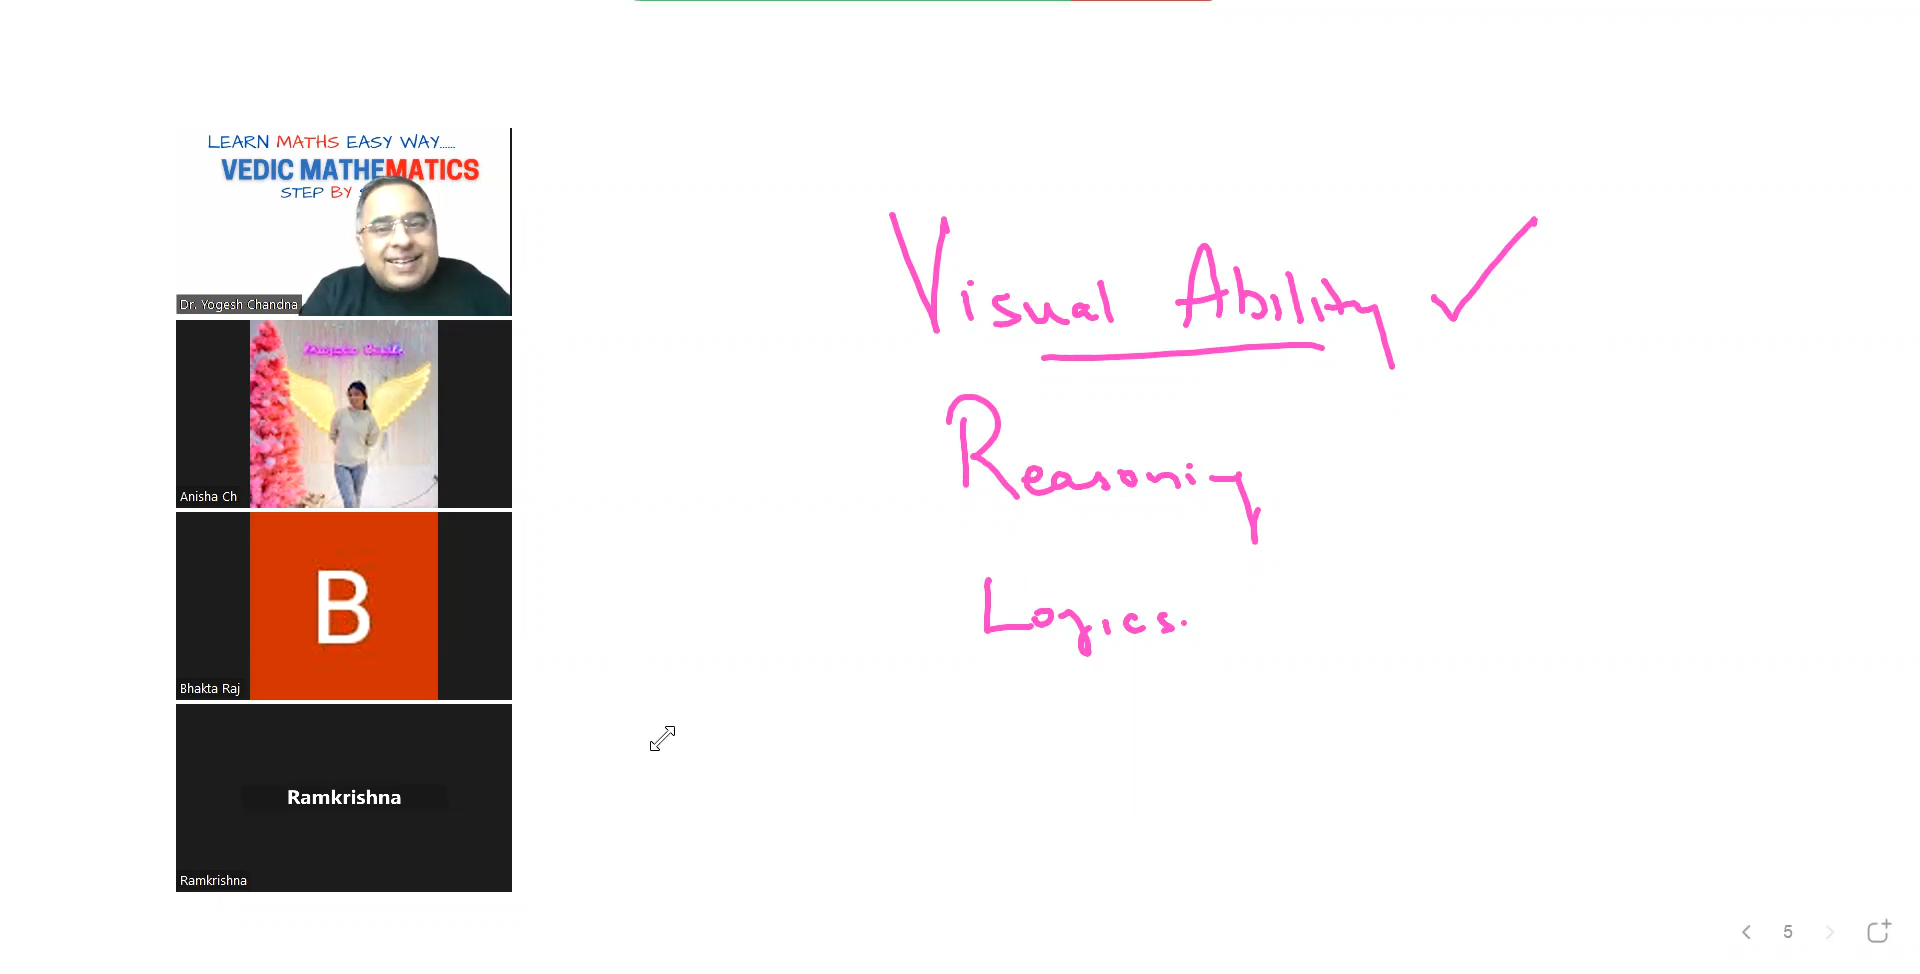 LEARN MATHS EASY WAY......
VEDIC MATHEMATICS
STEP BY
Dr. Yogesh Chandna
Anisha Ch
B
Bhakta Raj
Ramkrishna
Ramkrishna
Visual Ability ✓
Reasoning
Logics.
5